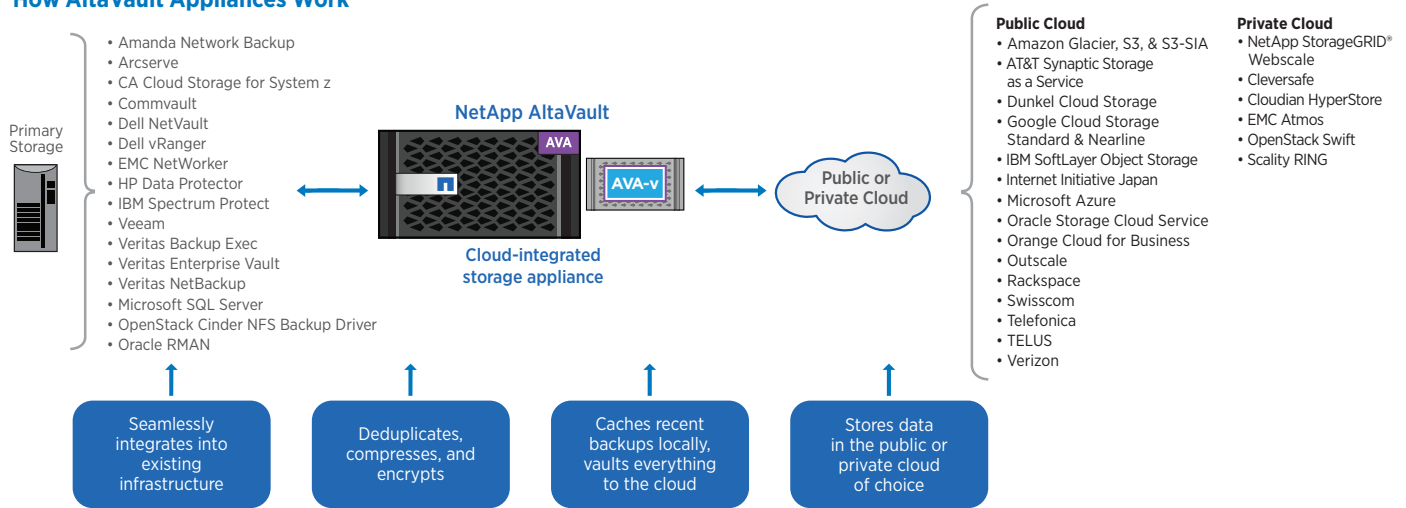 How AltaVault Appliances Work
Primary
Storage
• Amanda Network Backup
• Arcserve
• CA Cloud Storage for System z
• Commvault
• Dell NetVault
• Dell vRanger
• EMC NetWorker
• HP Data Protector
• IBM Spectrum Protect
• Veeam
• Veritas Backup Exec
• Veritas Enterprise Vault
• Veritas NetBackup
• Microsoft SQL Server
• OpenStack Cinder NFS Backup Driver
• Oracle RMAN
NetApp AltaVault
AVA
AVA-v
Cloud-integrated
storage appliance
Public or
Private Cloud
Public Cloud
• Amazon Glacier, S3, & S3-SIA
• AT&T Synaptic Storage
as a Service
• Dunkel Cloud Storage
• Google Cloud Storage
Standard & Nearline
• IBM SoftLayer Object Storage
• Internet Initiative Japan
• Microsoft Azure
• Oracle Storage Cloud Service
• Orange Cloud for Business
• Outscale
• Rackspace
• Swisscom
• Telefonica
• TELUS
• Verizon
Private Cloud
• NetApp StorageGRID®
Webscale
• Cleversafe
• Cloudian HyperStore
• EMC Atmos
• OpenStack Swift
• Scality RING
Seamlessly
integrates into
existing
infrastructure
Deduplicates,
compresses, and
encrypts
Caches recent
backups locally,
vaults everything
to the cloud
Stores data
in the public or
private cloud
of choice